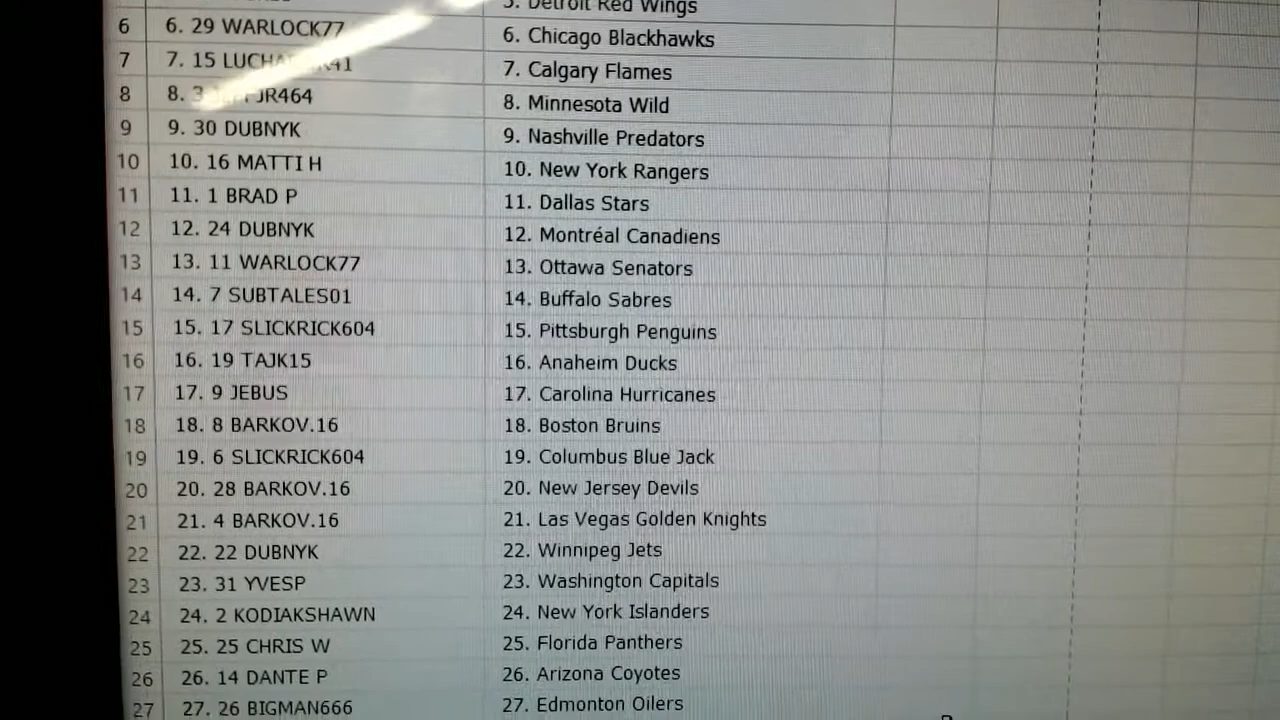 5. Detroit Red Wings
6 6. 29 WARLOCK77 6. Chicago Blackhawks
7 7. 15 7. Calgary Flames
8 8. 8. Minnesota Wild
9 9. 30 DUBNYK 9. Nashville Predators
10 10. 16 MATTI H 10. New York Rangers
11 11. 1 BRAD P 11. Dallas Stars
12 12. 24 DUBNYK 12. Montréal Canadiens
13 13. 11 WARLOCK77 13. Ottawa Senators
14 14. 7 SUBTALES01 14. Buffalo Sabres
15 15. 17 SLICKRICK604 15. Pittsburgh Penguins
16 16. 19 TAJK15 16. Anaheim Ducks
17 17. 9 JEBUS 17. Carolina Hurricanes
18 18. 8 BARKOV.16 18. Boston Bruins
19 19. 6 SLICKRICK604 19. Columbus Blue Jack
20 20. 28 BARKOV.16 20. New Jersey Devils
21 21. 4 BARKOV.16 21. Las Vegas Golden Knights
22 22. 22 DUBNYK 22. Winnipeg Jets
23 23. 31 YVESP 23. Washington Capitals
24 24. 2 KODIAKSHAWN 24. New York Islanders
25 25. 25 CHRIS W 25. Florida Panthers
26 26. 14 DANTE P 26. Arizona Coyotes
27 27. 26 BIGMAN666 27. Edmonton Oilers